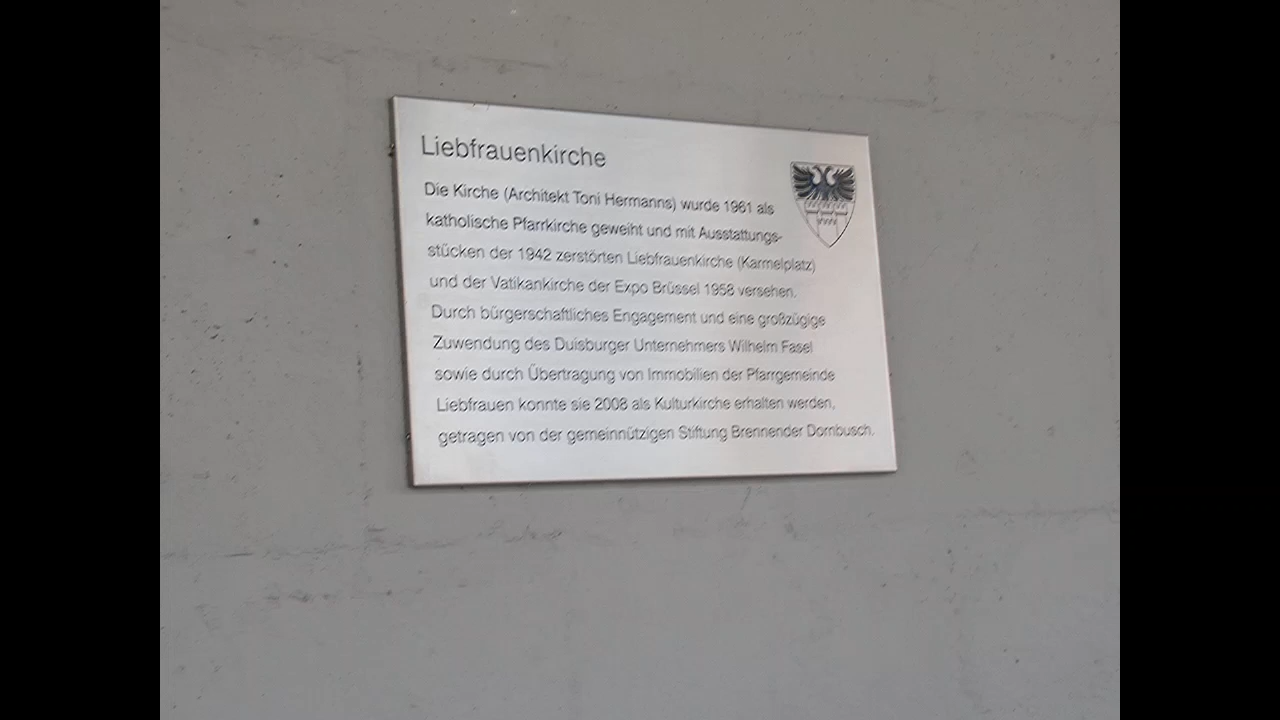 Liebfrauenkirche
Die Kirche (Architekt Toni Hermanns) wurde 1961 als
katholische Pfarrkirche geweiht und mit Ausstattungs-
stücken der 1942 zerstörten Liebfrauenkirche (Karmelplatz)
und der Vatikankirche der Expo Brüssel 1958 versehen.
Durch bürgerschaftliches Engagement und eine großzügige
Zuwendung des Duisburger Unternehmers Wilhelm Fasel
sowie durch Übertragung von Immobilien der Pfarrgemeinde
Liebfrauen konnte sie 2008 als Kulturkirche erhalten werden,
getragen von der gemeinnützigen Stiftung Brennender Dornbusch.